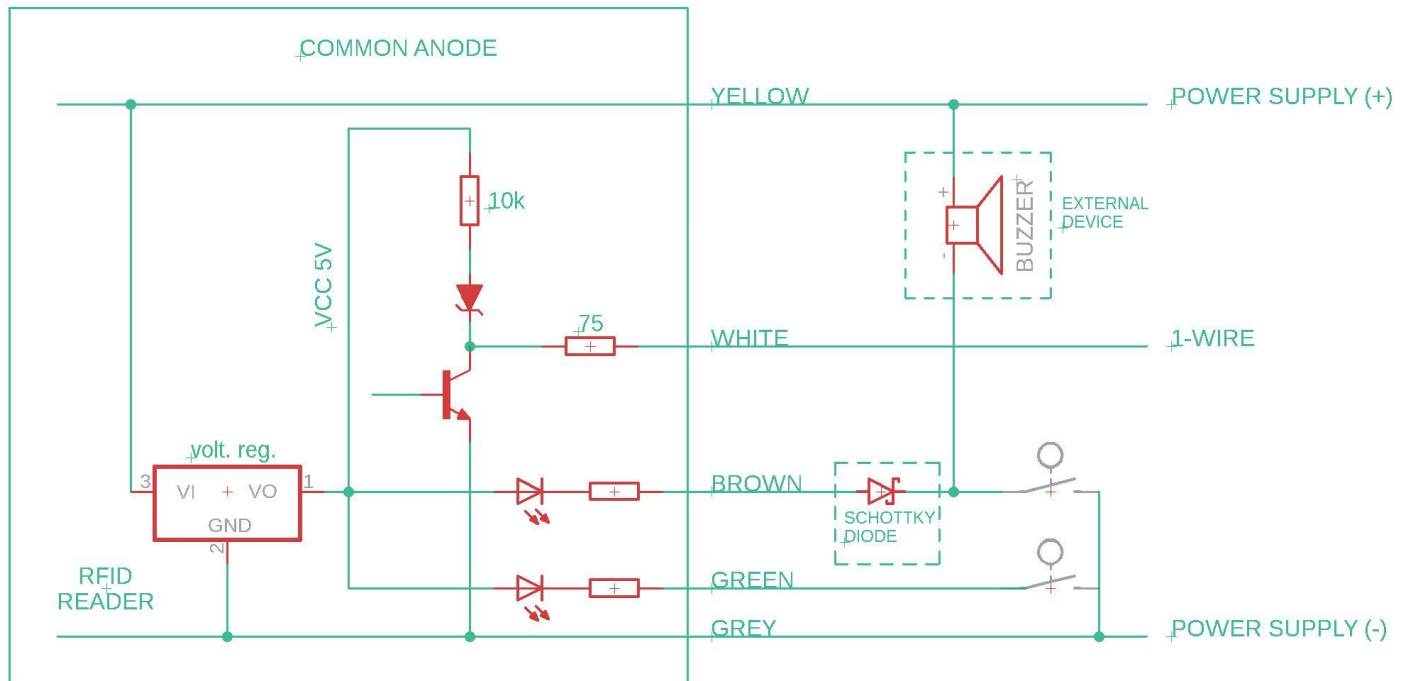 COMMON ANODE
YELLOW
POWER SUPPLY (+)
10k
+
-
BUZZER
EXTERNAL
DEVICE
VCC 5V
75
WHITE
1-WIRE
volt. reg.
3
VI
VO
1
GND
2
BROWN
SCHOTTKY
DIODE
RFID
READER
GREEN
GREY
POWER SUPPLY (-)